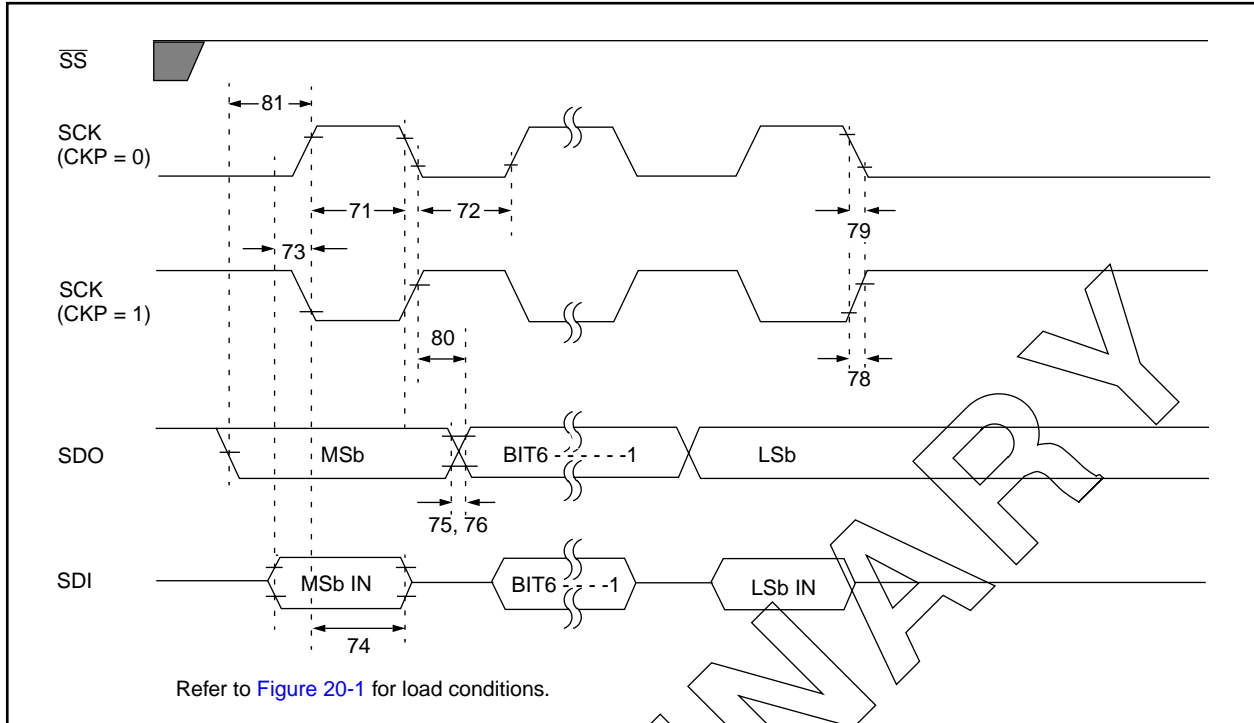 SS
81
SCK
(CKP = 0)
71
72
79
73
SCK
(CKP = 1)
80
78
SDO
MSb
BIT6 - - - - - - -1
LSb
75, 76
SDI
MSb IN
BIT6 - - - - -1
LSb IN
74
Refer to Figure 20-1 for load conditions.
NARY